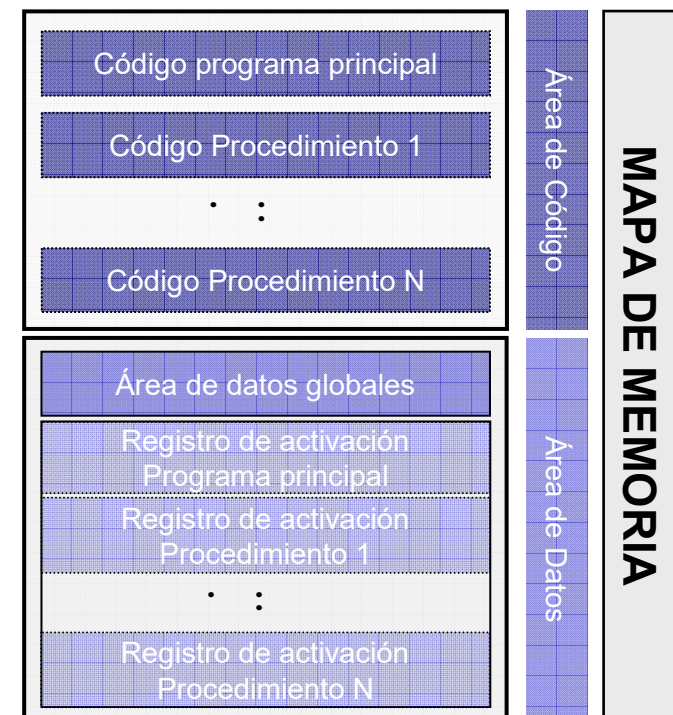 Código programa principal
Código Procedimiento 1
. :
Código Procedimiento N
Área de Código
Área de datos globales
Registro de activación
Programa principal
Registro de activación
Procedimiento 1
. :
Registro de activación
Procedimiento N
Área de Datos
MAPA DE MEMORIA